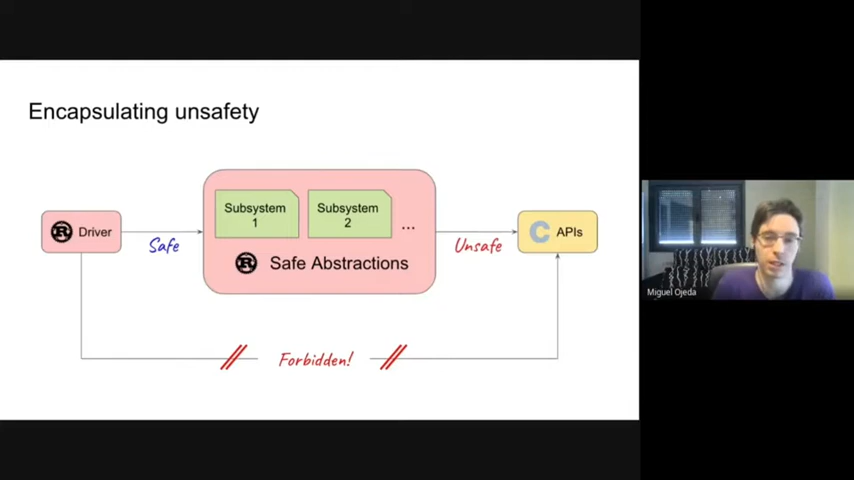 Encapsulating unsafety
Driver
Safe
Subsystem
1
Subsystem
2
...
Safe Abstractions
Unsafe
C APIs
Forbidden!
Miguel Ojeda